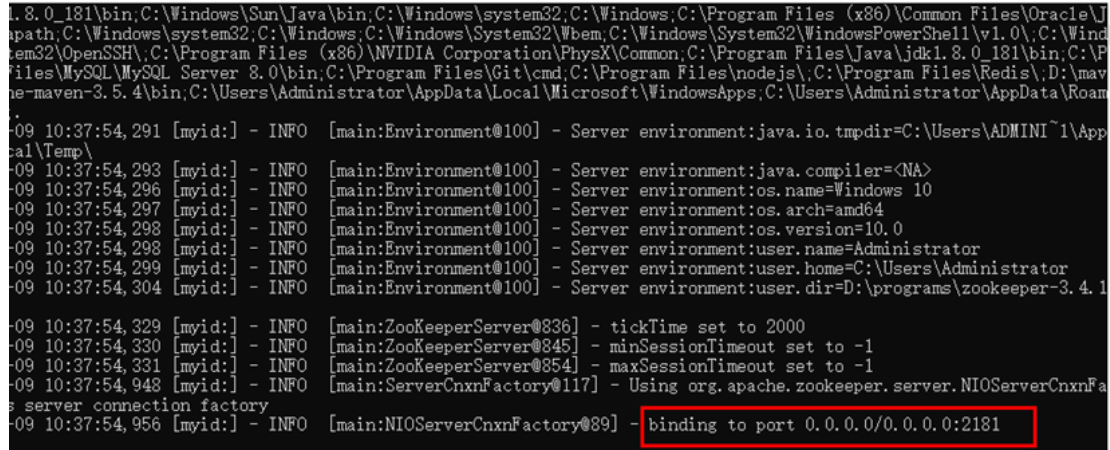 1.8.0_181\bin;C:\Windows\Sun\Java\bin;C:\Windows\system32;C:\Windows;C:\Program Files (x86)\Common Files\Oracle\J
apath;C:\Windows\system32;C:\Windows;C:\Windows\System32\Wbem;C:\Windows\System32\WindowsPowerShell\v1.0\;C:\Wind
tem32\OpenSSH\;C:\Program Files (x86)\NVIDIA Corporation\PhysX\Common;C:\Program Files\Java\jdk1.8.0_181\bin;C:\P
Files\MySQL\MySQL Server 8.0\bin;C:\Program Files\Git\cmd;C:\Program Files\nodejs\;C:\Program Files\Redis\;D:\mav
he-maven-3.5.4\bin;C:\Users\Administrator\AppData\Local\Microsoft\WindowsApps;C:\Users\Administrator\AppData\Roam
;.
-09 10:37:54,291 [myid:] - INFO [main:Environment@100] - Server environment:java.io.tmpdir=C:\Users\ADMINI~1\App
cal\Temp\
-09 10:37:54,293 [myid:] - INFO [main:Environment@100] - Server environment:java.compiler=<NA>
-09 10:37:54,296 [myid:] - INFO [main:Environment@100] - Server environment:os.name=Windows 10
-09 10:37:54,297 [myid:] - INFO [main:Environment@100] - Server environment:os.arch=amd64
-09 10:37:54,298 [myid:] - INFO [main:Environment@100] - Server environment:os.version=10.0
-09 10:37:54,298 [myid:] - INFO [main:Environment@100] - Server environment:user.name=Administrator
-09 10:37:54,299 [myid:] - INFO [main:Environment@100] - Server environment:user.home=C:\Users\Administrator
-09 10:37:54,304 [myid:] - INFO [main:Environment@100] - Server environment:user.dir=D:\programs\zookeeper-3.4.1
-09 10:37:54,329 [myid:] - INFO [main:ZooKeeperServer@836] - tickTime set to 2000
-09 10:37:54,330 [myid:] - INFO [main:ZooKeeperServer@845] - minSessionTimeout set to -1
-09 10:37:54,331 [myid:] - INFO [main:ZooKeeperServer@854] - maxSessionTimeout set to -1
-09 10:37:54,948 [myid:] - INFO [main:ServerCnxnFactory@117] - Using org.apache.zookeeper.server.NIOServerCnxnFa
s server connection factory
-09 10:37:54,956 [myid:] - INFO [main:NIOServerCnxnFactory@89] - binding to port 0.0.0.0/0.0.0.0:2181